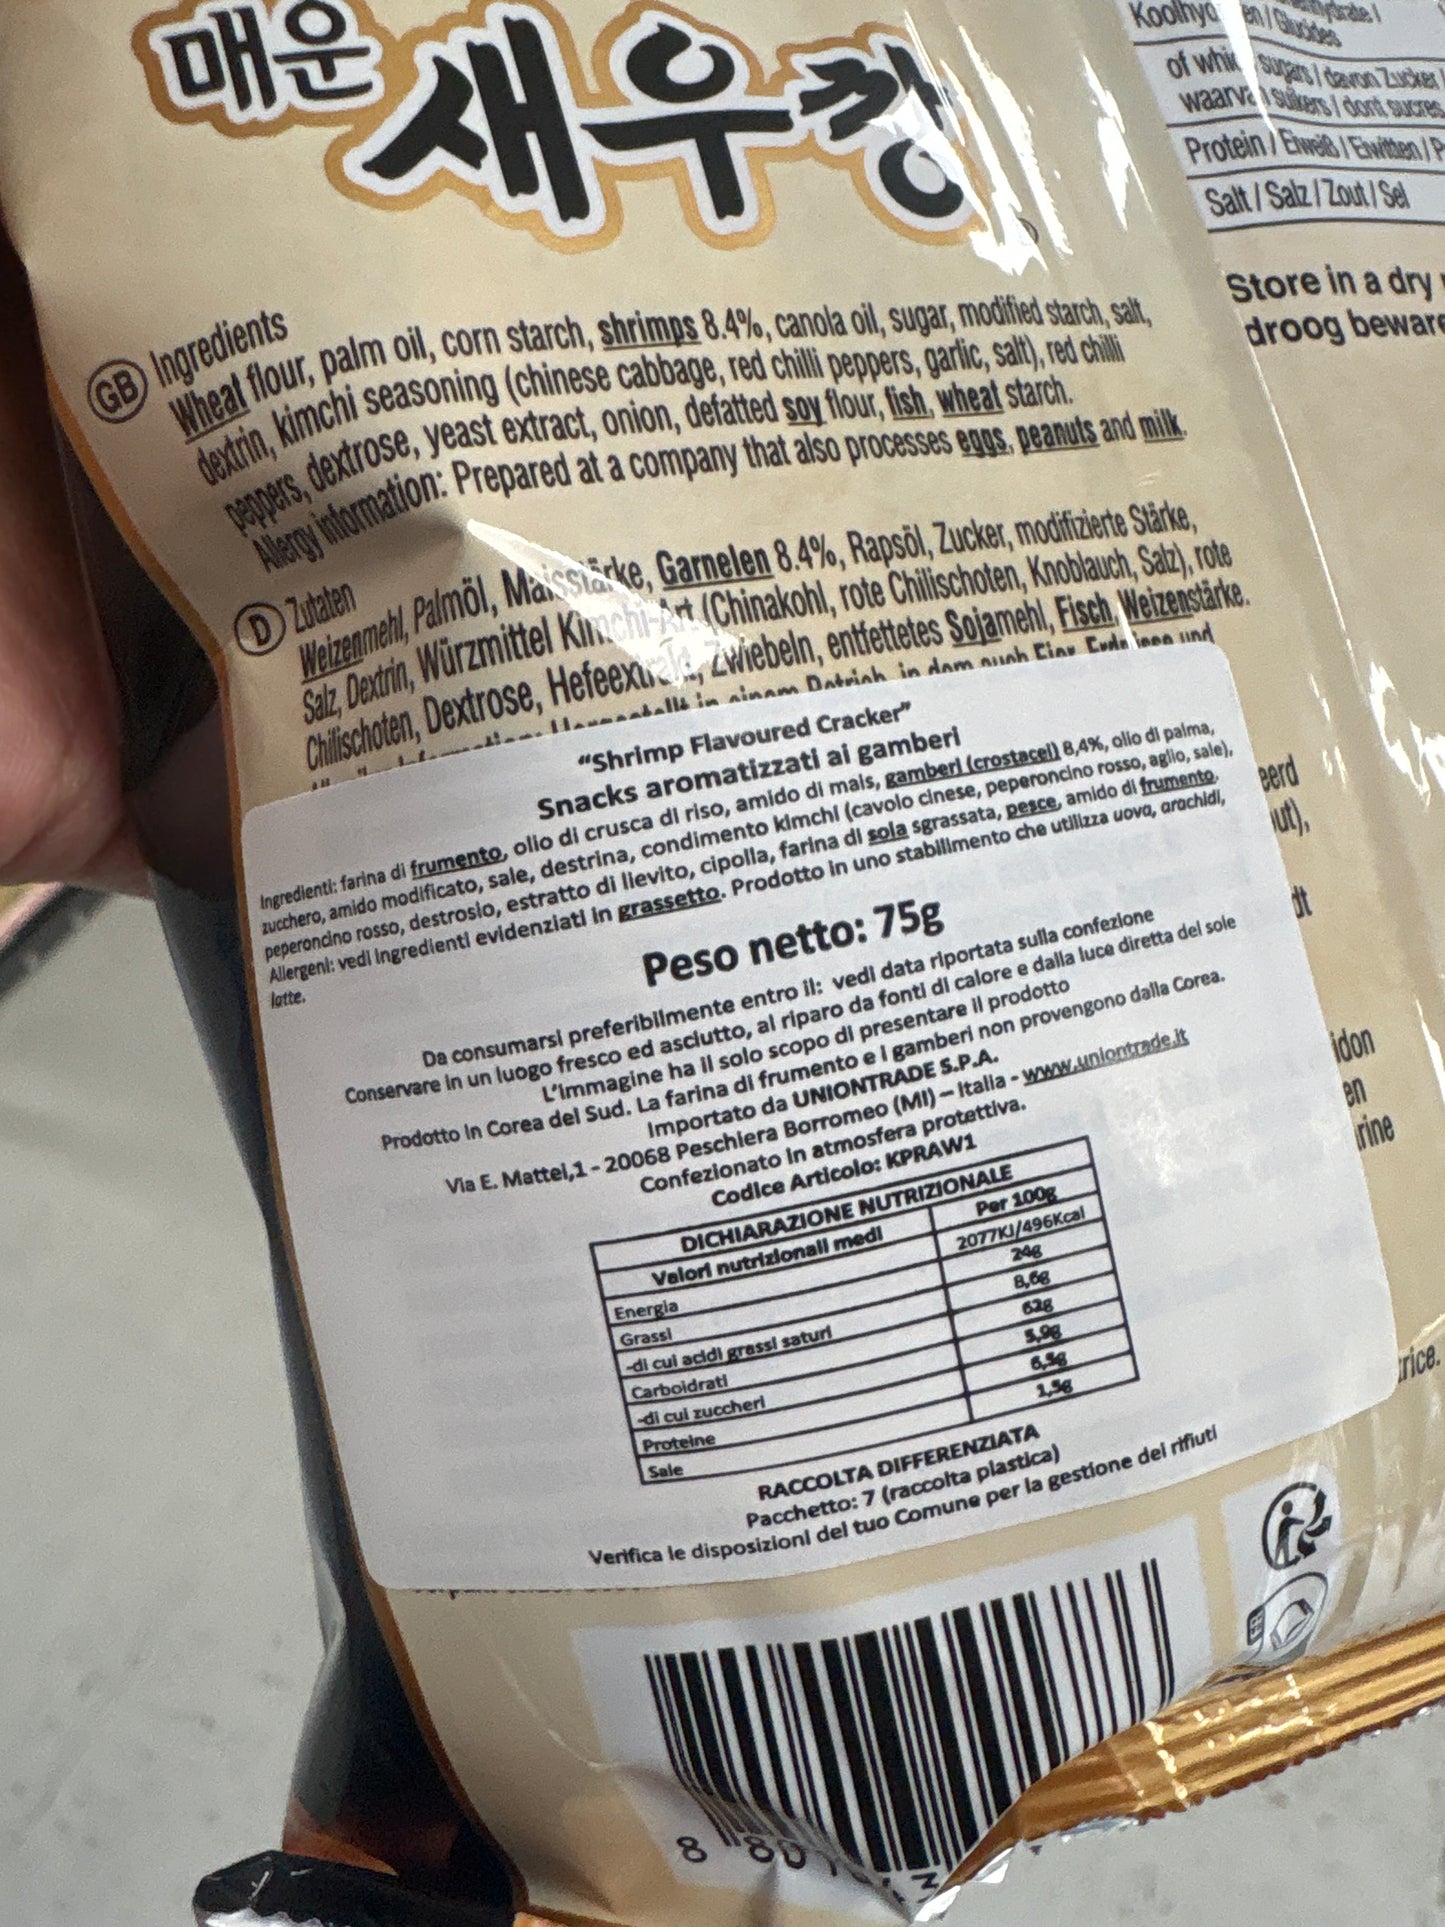 매운 새우깡
GB Ingredients
Wheat flour, palm oil, corn starch, shrimps 8.4%, canola oil, sugar, modified starch, salt,
dextrin, kimchi seasoning (chinese cabbage, red chilli peppers, garlic, salt), red chilli
peppers, dextrose, yeast extract, onion, defatted soy flour, fish, wheat starch.
Allergy information: Prepared at a company that also processes eggs, peanuts and milk.
D Zutaten
Weizenmehl, Palmöl, Maisstärke, Garnelen 8.4%, Rapsöl, Zucker, modifizierte Stärke,
Salz, Dextrin, Würzmittel Kimchi-Art (Chinakohl, rote Chilischoten, Knoblauch, Salz), rote
Chilischoten, Dextrose, Hefeextrakt, Zwiebeln, entfettetes Sojamehl, Fisch, Weizenstärke.
"Shrimp Flavoured Cracker"
Snacks aromatizzati ai gamberi
Ingredienti: farina di frumento, olio di crusca di riso, amido di mais, gamberi (crostacei) 8,4%, olio di palma,
zucchero, amido modificato, sale, destrina, condimento kimchi (cavolo cinese, peperoncino rosso, aglio, sale),
peperoncino rosso, destrosio, estratto di lievito, cipolla, farina di soia sgrassata, pesce, amido di frumento.
Allergeni: vedi ingredienti evidenziati in grassetto. Prodotto in uno stabilimento che utilizza uova, arachidi,
latte.
Peso netto: 75g
Da consumarsi preferibilmente entro il: vedi data riportata sulla confezione
Conservare in un luogo fresco ed asciutto, al riparo da fonti di calore e dalla luce diretta del sole
L'immagine ha il solo scopo di presentare il prodotto
Prodotto in Corea del Sud. La farina di frumento e i gamberi non provengono dalla Corea.
Importato da UNIONTRADE S.P.A.
Via E. Mattei,1 - 20068 Peschiera Borromeo (MI) – Italia - www.uniontrade.it
Confezionato in atmosfera protettiva.
Codice Articolo: KPRAW1
DICHIARAZIONE NUTRIZIONALE
Valori nutrizionali medi Per 100g
Energia 2077KJ/496Kcal
Grassi 24g
-di cui acidi grassi saturi 8,6g
Carboidrati 62g
-di cui zuccheri 5,9g
Proteine 6,5g
Sale 1,5g
RACCOLTA DIFFERENZIATA
Pacchetto: 7 (raccolta plastica)
Verifica le disposizioni del tuo Comune per la gestione dei rifiuti
8 80
of which sugars / davon Zucker /
waarvan suikers / dont sucres
Protein / Eiweiß / Eiwitten /
Salt / Salz / Zout / Sel
Store in a dry
droog